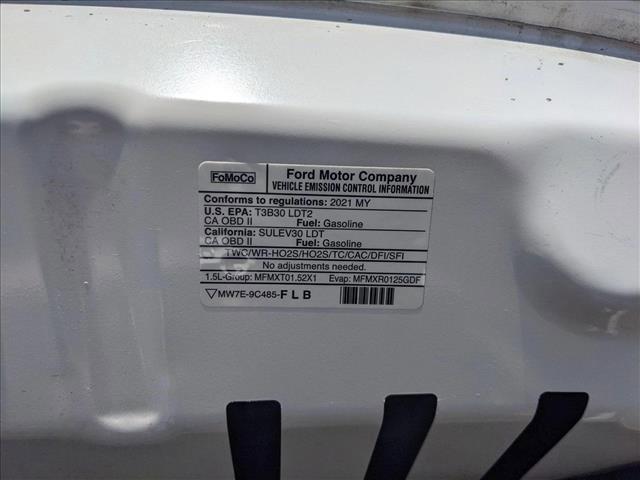 FoMoCo
Ford Motor Company
VEHICLE EMISSION CONTROL INFORMATION
Conforms to regulations: 2021 MY
U.S. EPA: T3B30 LDT2
CA OBD II Fuel: Gasoline
California: SULEV30 LDT
CA OBD II Fuel: Gasoline
TWC/WR-HO2S/HO2S/TC/CAC/DFI/SFI
No adjustments needed.
1.5L-Group: MFMXT01.52X1 Evap: MFMXR0125GDF
MW7E-9C485-F L B